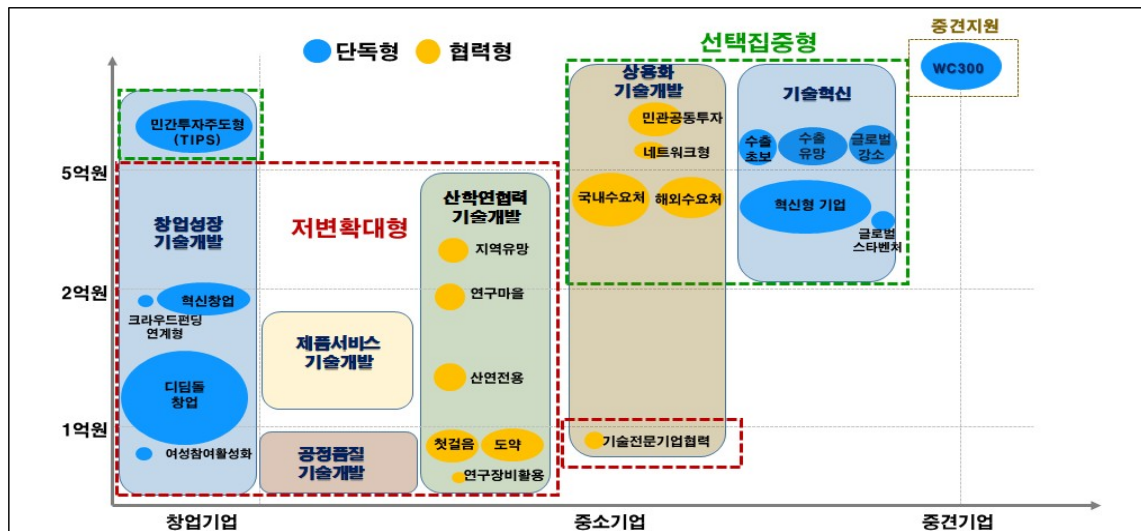 단독형
협력형
선택집중형
중견지원
WC300
민간투자주도형
(TIPS)
상용화
기술개발
민관공동투자
네트워크형
국내수요처
해외수요처
기술혁신
수출
초보
수출
유망
글로벌
강소
혁신형 기업
글로벌
스타벤처
5억원
2억원
1억원
창업성장
기술개발
저변확대형
산학연협력
기술개발
지역유망
연구마을
산연전용
첫걸음
도약
연구장비활용
혁신창업
크라우드펀딩
연계형
제품서비스
기술개발
디딤돌
창업
여성참여활성화
공정품질
기술개발
기술전문기업협력
창업기업
중소기업
중견기업